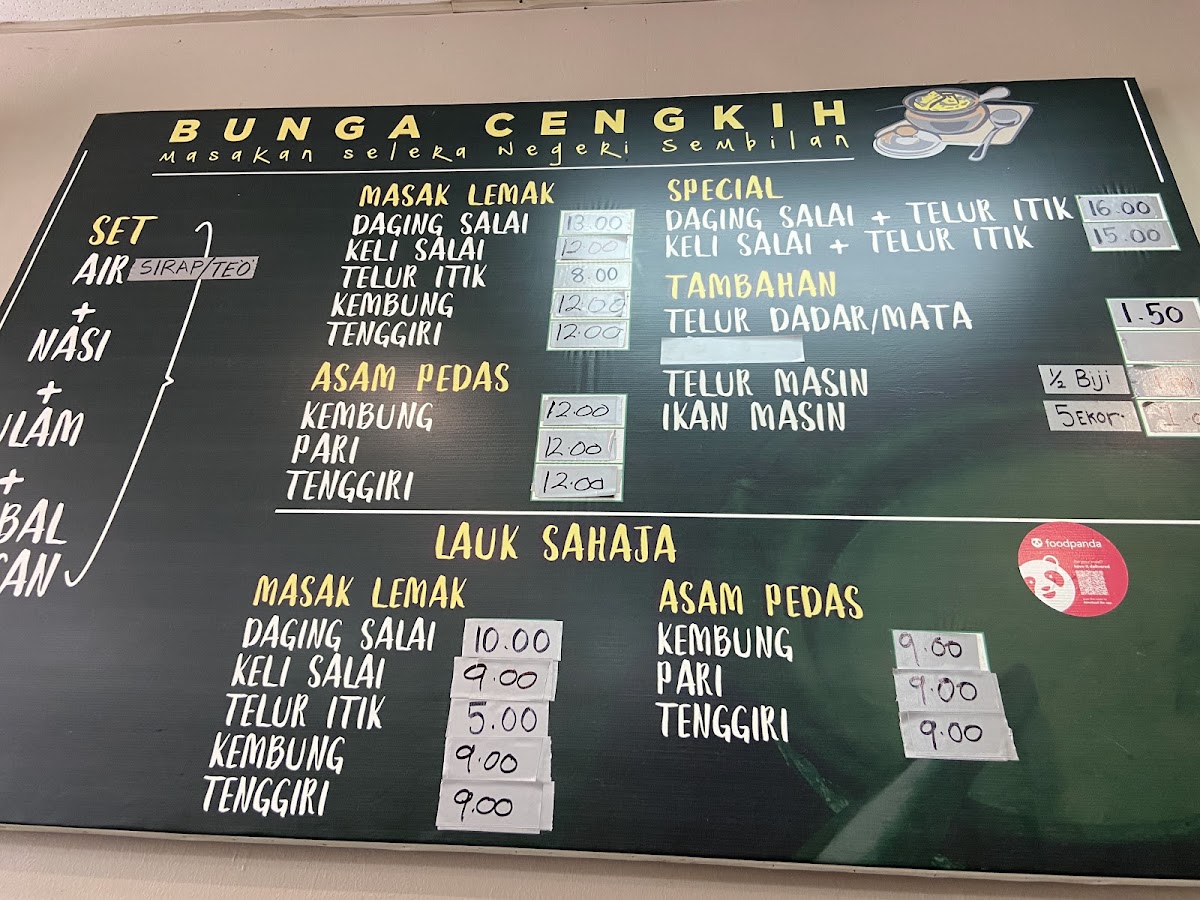 BUNGA CENGKIH
Masakan selera Negeri Sembilan
SET
AIR SIRAP/TEO
+
NASI
+
ULAM
+
MASAK LEMAK
DAGING SALAI 13.00
KELI SALAI 12.00
TELUR ITIK 8.00
KEMBUNG 12.00
TENGGIRI 12.00
ASAM PEDAS
KEMBUNG 12.00
PARI 12.00
TENGGIRI 12.00
SPECIAL
DAGING SALAI + TELUR ITIK 16.00
KELI SALAI + TELUR ITIK 15.00
TAMBAHAN
TELUR DADAR/MATA 1.50
TELUR MASIN 1/2 Biji
IKAN MASIN 5 EKOR.
LAUK SAHAJA
MASAK LEMAK
DAGING SALAI 10.00
KELI SALAI 9.00
TELUR ITIK 5.00
KEMBUNG 9.00
TENGGIRI 9.00
ASAM PEDAS
KEMBUNG 9.00
PARI 9.00
TENGGIRI 9.00
foodpanda